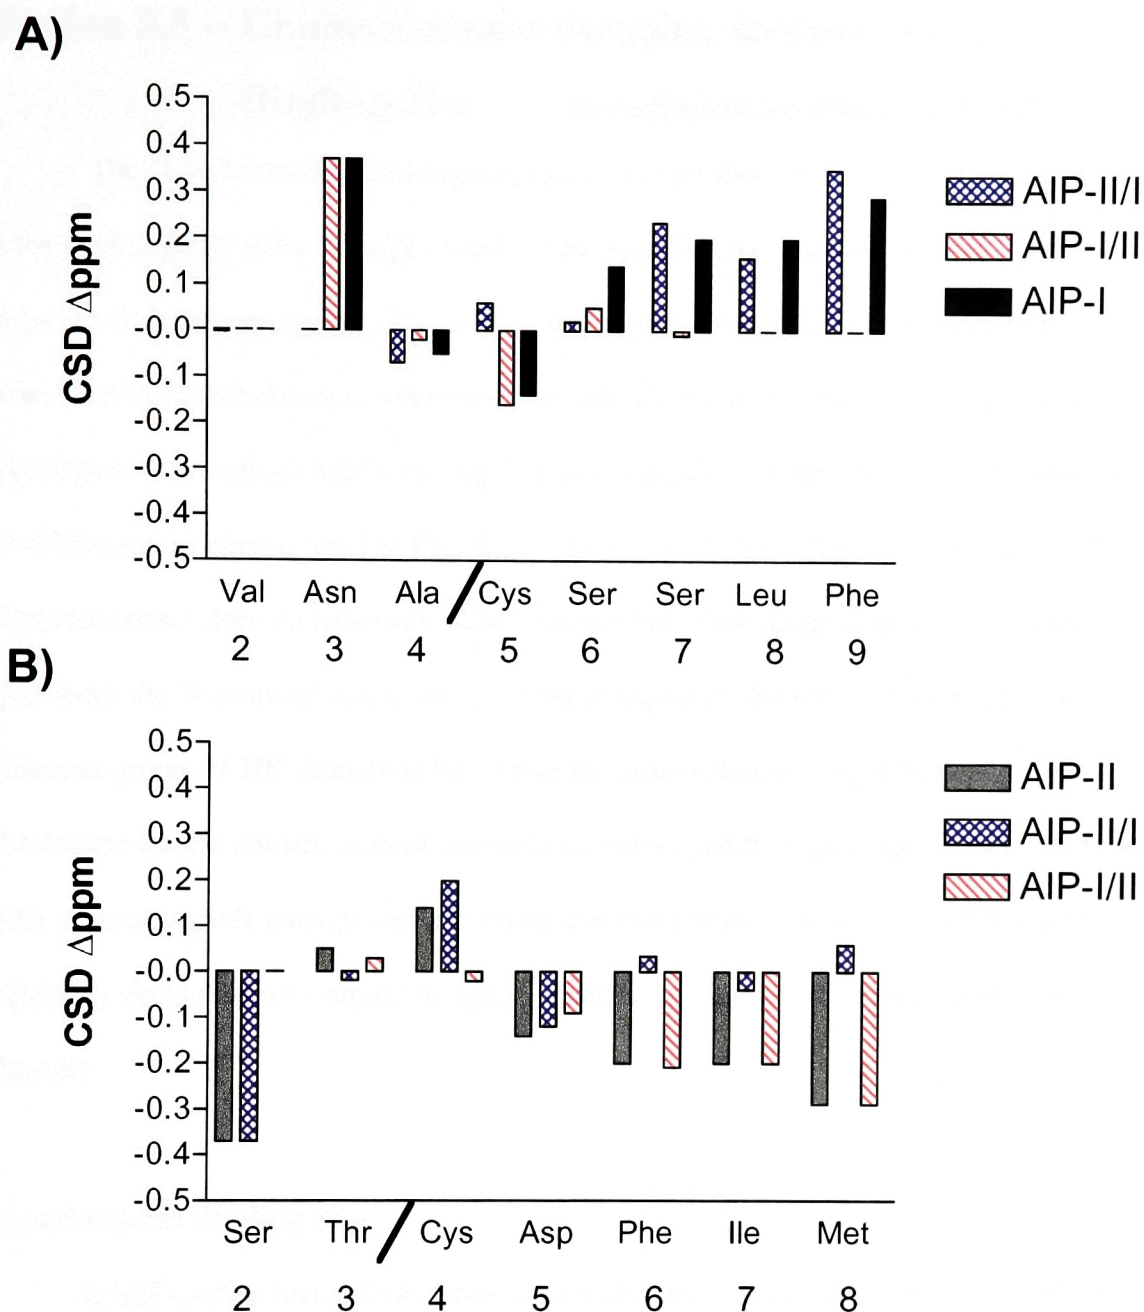 A)
0.5
0.4
0.3
0.2
0.1
-0.0
-0.1
-0.2
-0.3
-0.4
-0.5
CSD Δppm
AIP-II/I
AIP-I/II
AIP-I
Val Asn Ala / Cys Ser Ser Leu Phe
2 3 4 5 6 7 8 9
B)
0.5
0.4
0.3
0.2
0.1
-0.0
-0.1
-0.2
-0.3
-0.4
-0.5
CSD Δppm
AIP-II
AIP-II/I
AIP-I/II
Ser Thr / Cys Asp Phe Ile Met
2 3 4 5 6 7 8